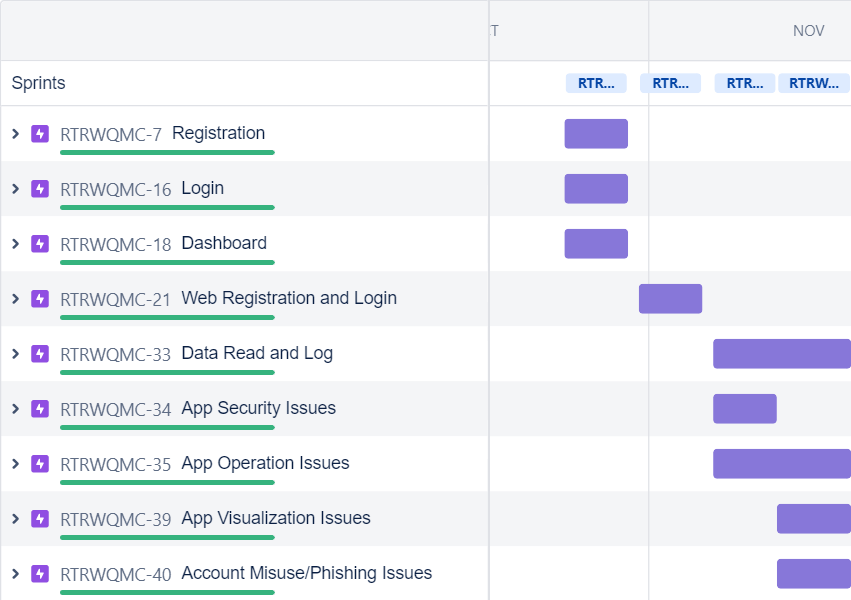 T NOV
Sprints RTR... RTR... RTR... RTRW...
RTRWQMC-7 Registration
RTRWQMC-16 Login
RTRWQMC-18 Dashboard
RTRWQMC-21 Web Registration and Login
RTRWQMC-33 Data Read and Log
RTRWQMC-34 App Security Issues
RTRWQMC-35 App Operation Issues
RTRWQMC-39 App Visualization Issues
RTRWQMC-40 Account Misuse/Phishing Issues